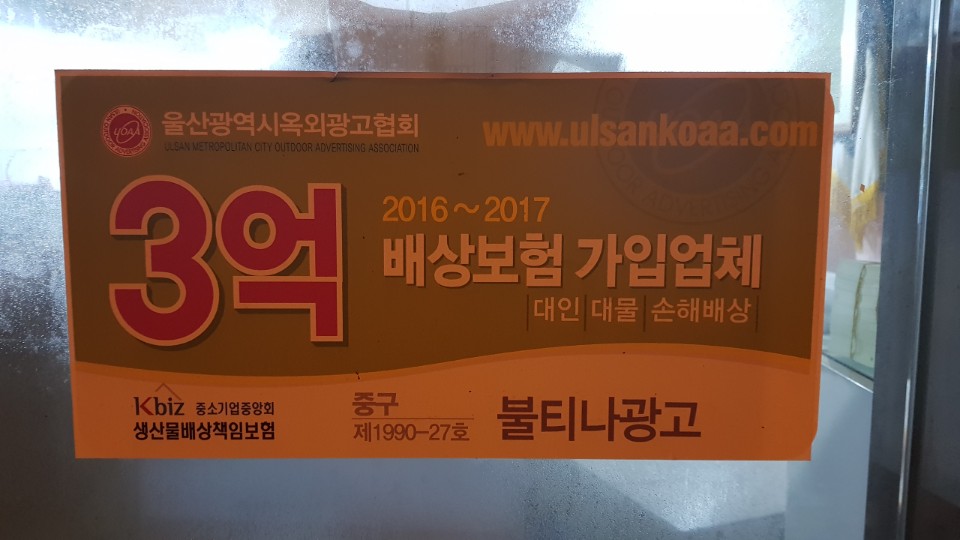 울산광역시옥외광고협회
ULSAN METROPOLITAN CITY OUTDOOR ADVERTISING ASSOCIATION
www.ulsankoaa.com
3억
2016~2017
배상보험 가입업체
대인 대물 손해배상
Kbiz 중소기업중앙회
생산물배상책임보험
중구
제1990-27호
불티나광고